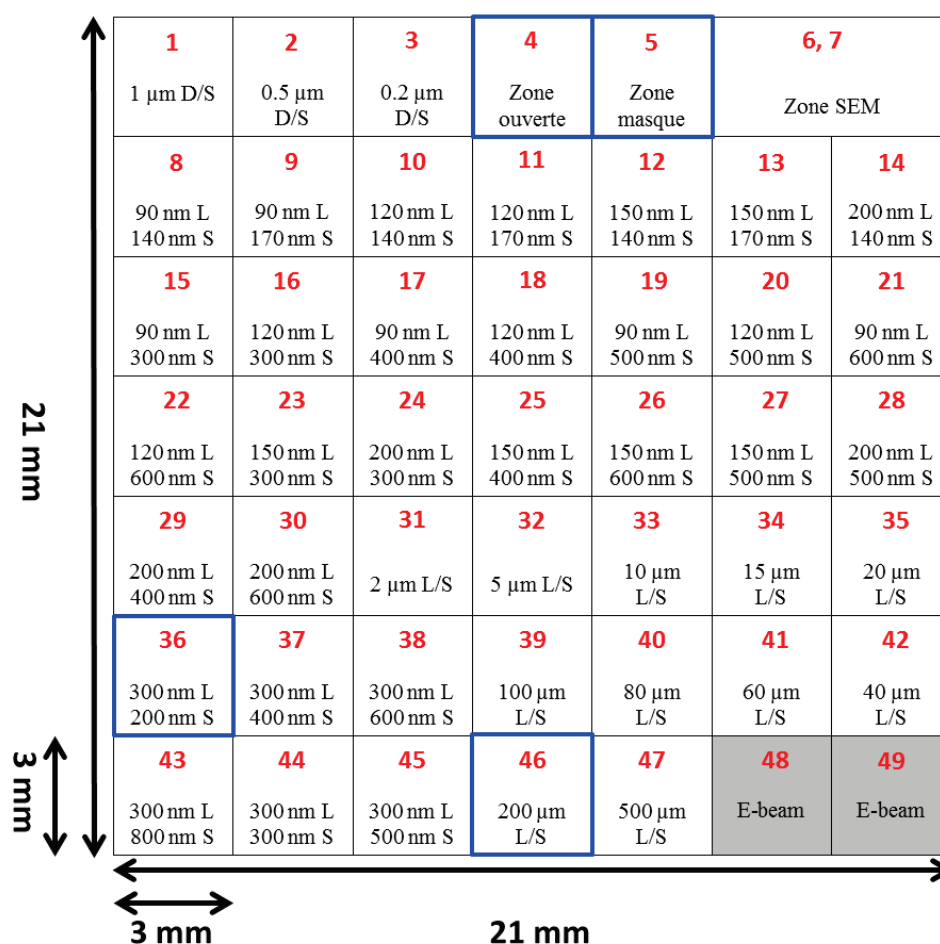 1
1 µm D/S
2
0.5 µm
D/S
3
0.2 µm
D/S
4
Zone
ouverte
5
Zone
masque
6, 7
Zone SEM
8
90 nm L
140 nm S
9
90 nm L
170 nm S
10
120 nm L
140 nm S
11
120 nm L
170 nm S
12
150 nm L
140 nm S
13
150 nm L
170 nm S
14
200 nm L
140 nm S
15
90 nm L
300 nm S
16
120 nm L
300 nm S
17
90 nm L
400 nm S
18
120 nm L
400 nm S
19
90 nm L
500 nm S
20
120 nm L
500 nm S
21
90 nm L
600 nm S
22
120 nm L
600 nm S
23
150 nm L
300 nm S
24
200 nm L
300 nm S
25
150 nm L
400 nm S
26
150 nm L
600 nm S
27
150 nm L
500 nm S
28
200 nm L
500 nm S
29
200 nm L
400 nm S
30
200 nm L
600 nm S
31
2 µm L/S
32
5 µm L/S
33
10 µm
L/S
34
15 µm
L/S
35
20 µm
L/S
36
300 nm L
200 nm S
37
300 nm L
400 nm S
38
300 nm L
600 nm S
39
100 µm
L/S
40
80 µm
L/S
41
60 µm
L/S
42
40 µm
L/S
43
300 nm L
800 nm S
44
300 nm L
300 nm S
45
300 nm L
500 nm S
46
200 µm
L/S
47
500 µm
L/S
48
E-beam
49
E-beam
21 mm
3 mm
3 mm
21 mm